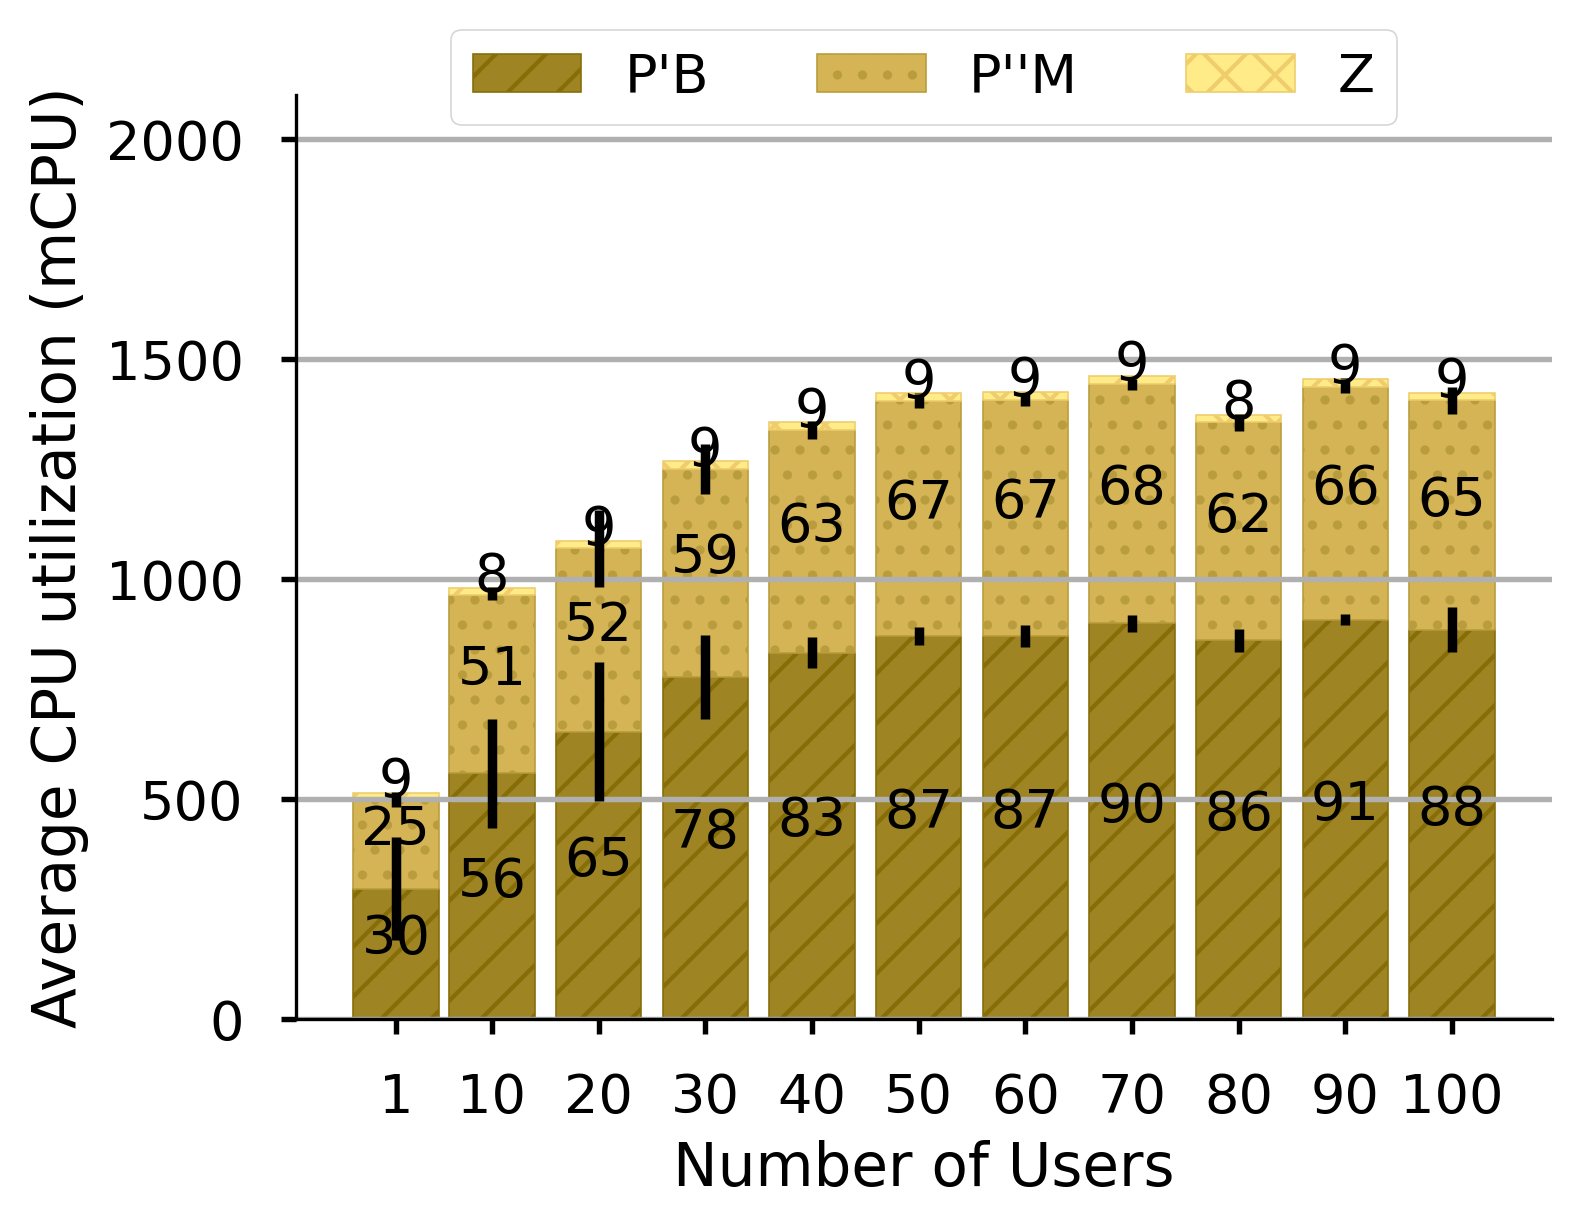 P'B P''M Z
Average CPU utilization (mCPU)
2000
1500
1000
500
0
9 8 9 9 9 9 9 9 8 9 9
25 51 52 59 63 67 67 68 62 66 65
30 56 65 78 83 87 87 90 86 91 88
1 10 20 30 40 50 60 70 80 90 100
Number of Users